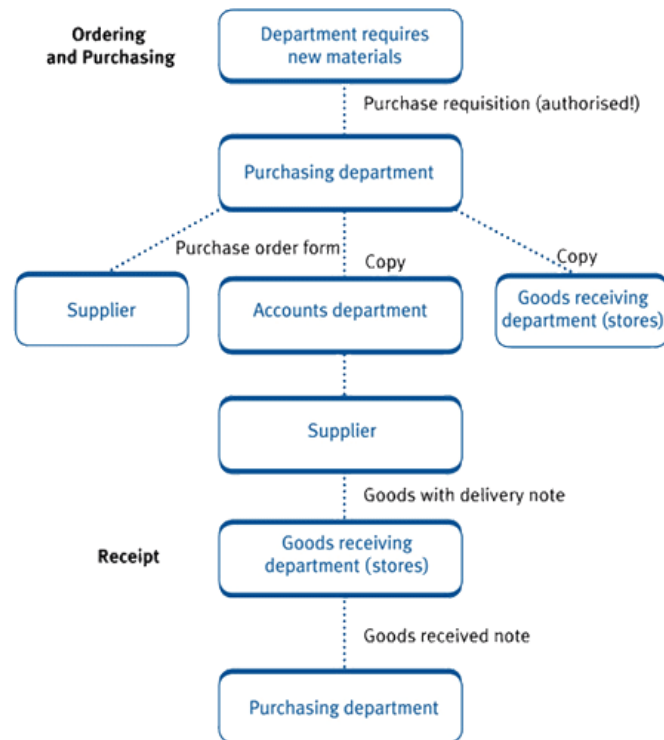 Ordering
and Purchasing
Department requires
new materials
Purchase requisition (authorised!)
Purchasing department
Purchase order form
Copy
Copy
Supplier
Accounts department
Goods receiving
department (stores)
Supplier
Goods with delivery note
Receipt
Goods receiving
department (stores)
Goods received note
Purchasing department